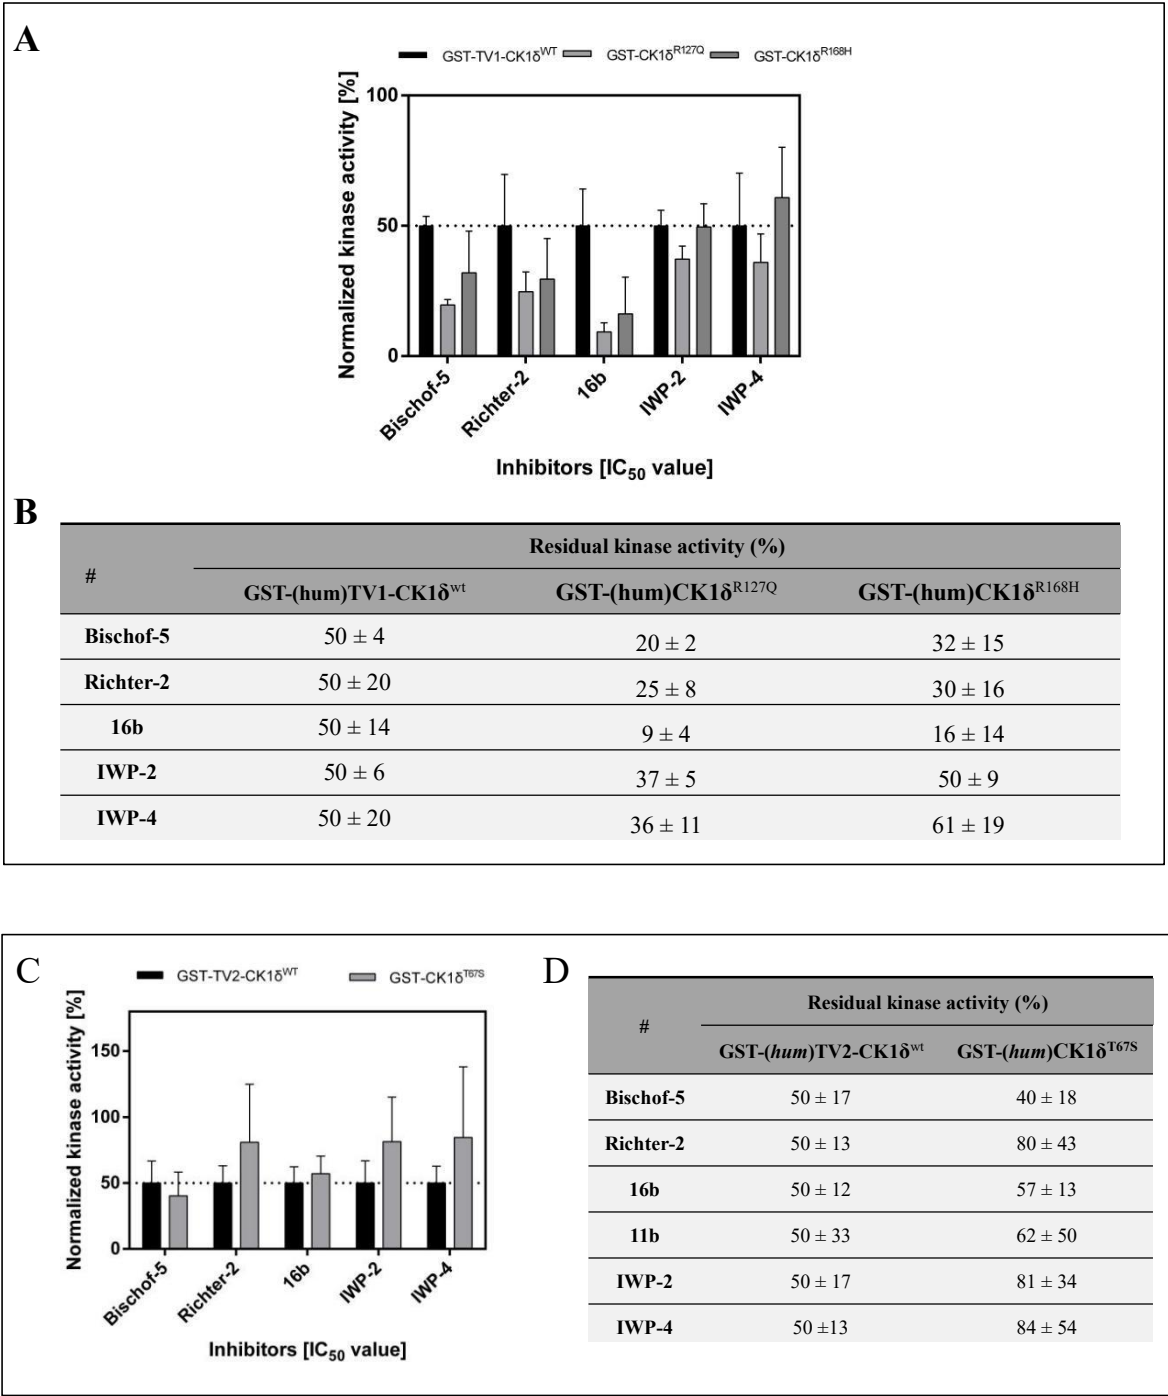 A
GST-TV1-CK1δWT GST-CK1δR127Q GST-CK1δR168H
Normalized kinase activity [%]
100
50
0
Bischof-5 Richter-2 16b IWP-2 IWP-4
Inhibitors [IC50 value]
B
# Residual kinase activity (%)
GST-(hum)TV1-CK1δwt GST-(hum)CK1δR127Q GST-(hum)CK1δR168H
Bischof-5 50 ± 4 20 ± 2 32 ± 15
Richter-2 50 ± 20 25 ± 8 30 ± 16
16b 50 ± 14 9 ± 4 16 ± 14
IWP-2 50 ± 6 37 ± 5 50 ± 9
IWP-4 50 ± 20 36 ± 11 61 ± 19
C
GST-TV2-CK1δWT GST-CK1δT67S
Normalized kinase activity [%]
150
100
50
0
Bischof-5 Richter-2 16b IWP-2 IWP-4
Inhibitors [IC50 value]
D
# Residual kinase activity (%)
GST-(hum)TV2-CK1δwt GST-(hum)CK1δT67S
Bischof-5 50 ± 17 40 ± 18
Richter-2 50 ± 13 80 ± 43
16b 50 ± 12 57 ± 13
11b 50 ± 33 62 ± 50
IWP-2 50 ± 17 81 ± 34
IWP-4 50 ±13 84 ± 54